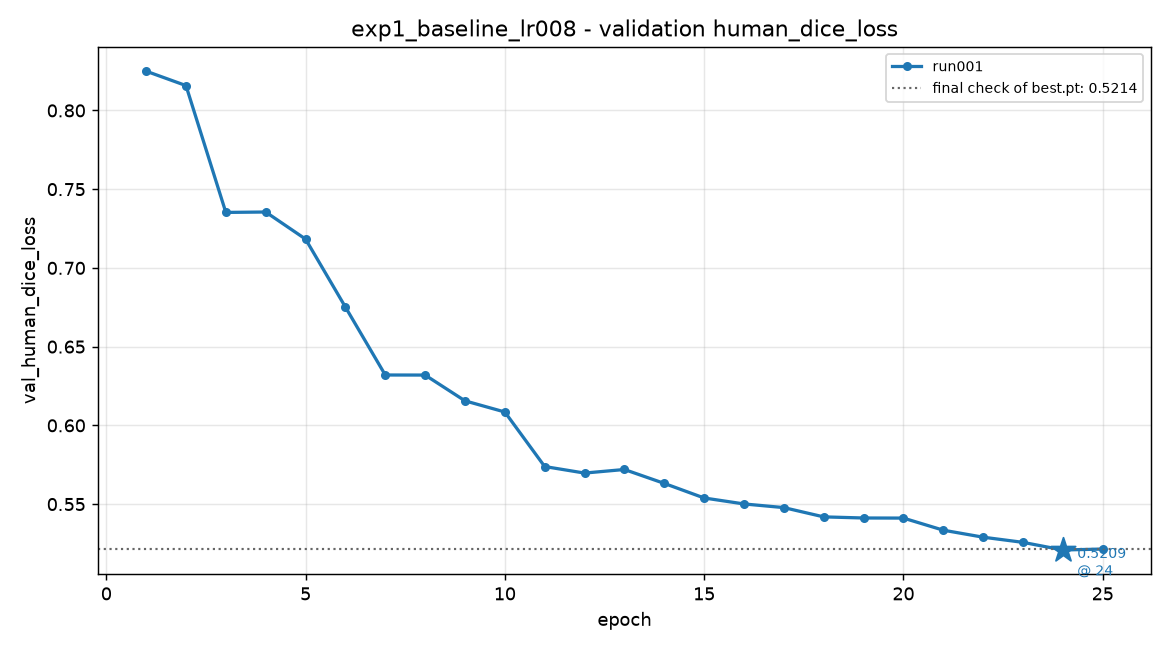 exp1_baseline_lr008 - validation human_dice_loss
run001
final check of best.pt: 0.5214
val_human_dice_loss
0.80
0.75
0.70
0.65
0.60
0.55
0.5209
@ 24
0 5 10 15 20 25
epoch